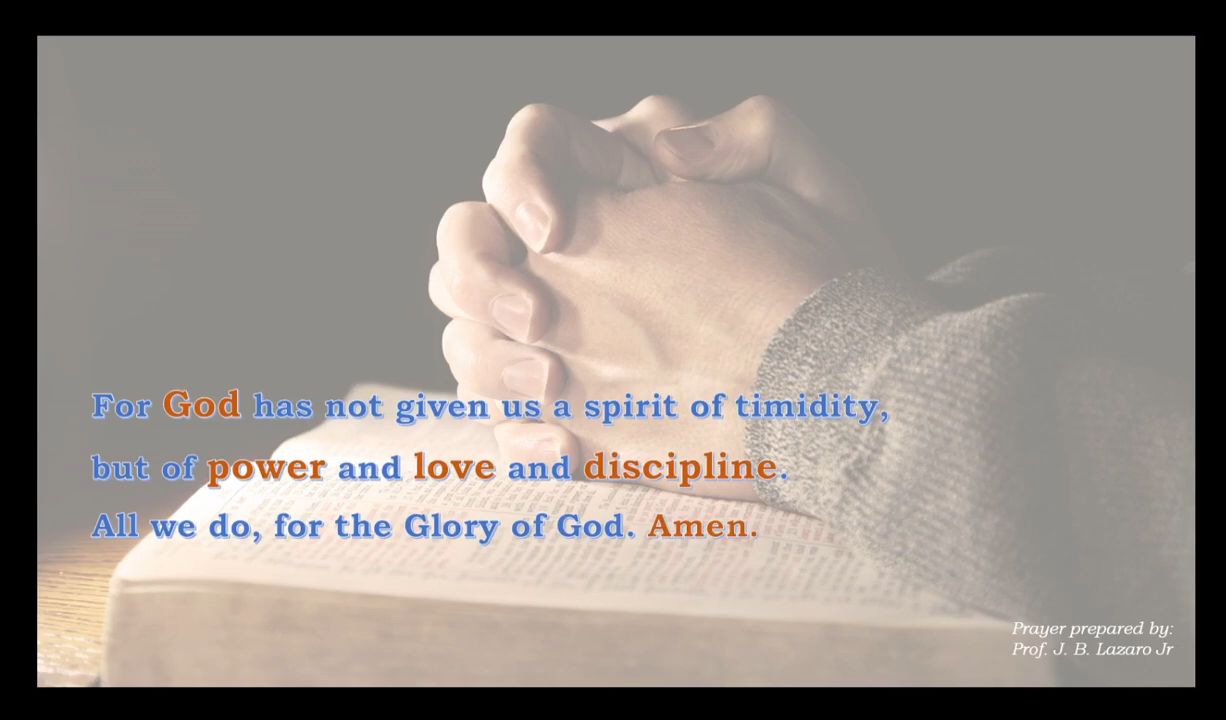 For God has not given us a spirit of timidity,
but of power and love and discipline.
All we do, for the Glory of God. Amen.
Prayer prepared by:
Prof. J. B. Lazaro Jr